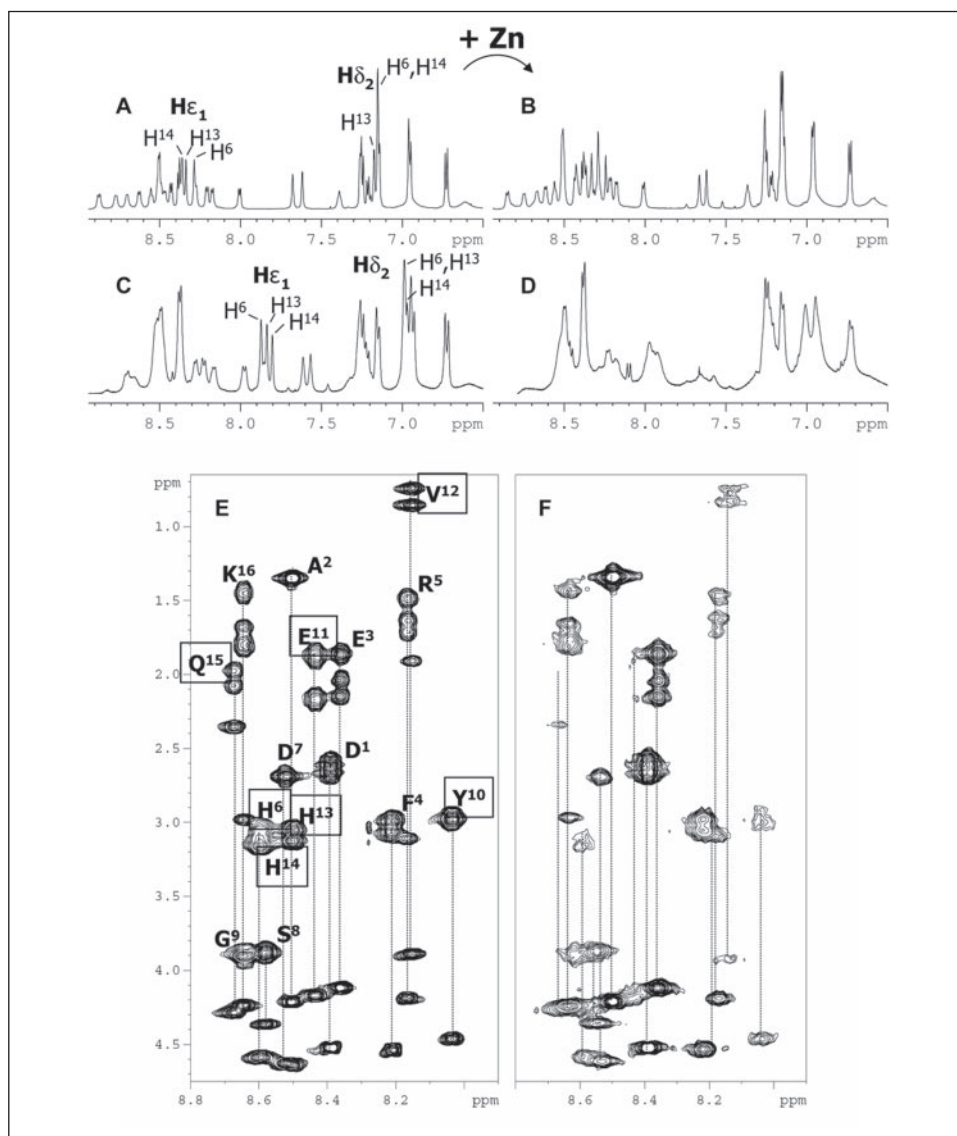 + Zn
A
Hε₁
H¹⁴
H¹³
H⁶
Hδ₂
H⁶,H¹⁴
H¹³
B
8.5 8.0 7.5 7.0 ppm
8.5 8.0 7.5 7.0 ppm
C
Hε₁
H⁶
H¹³
H¹⁴
Hδ₂
H⁶,H¹³
H¹⁴
D
8.5 8.0 7.5 7.0 ppm
8.5 8.0 7.5 7.0 ppm
ppm
E
V¹²
F
1.0
K¹⁶
A²
R⁵
1.5
E¹¹
E³
Q¹⁵
2.0
2.5
D⁷
D¹
H⁶
H¹³
F⁴
Y¹⁰
3.0
H¹⁴
3.5
G⁹
S⁸
4.0
4.5
8.8 8.6 8.4 8.2 ppm
8.6 8.4 8.2 ppm